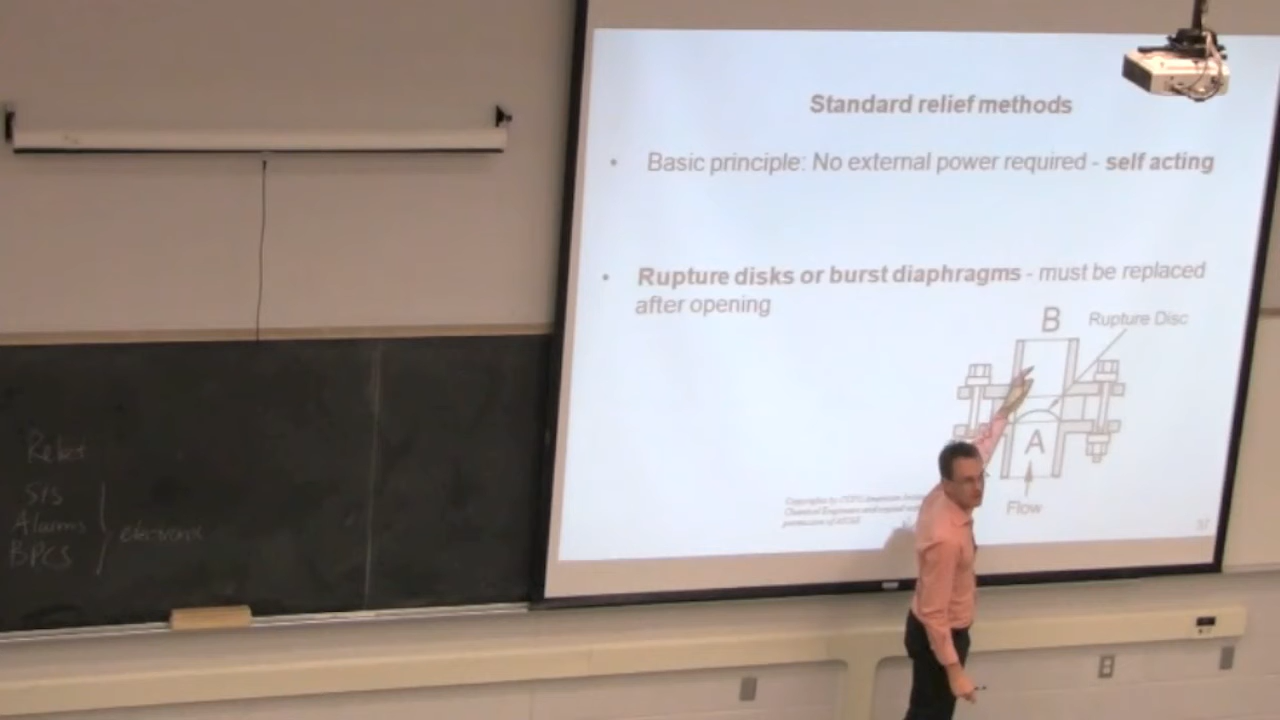 Standard relief methods
• Basic principle: No external power required - self acting
• Rupture disks or burst diaphragms - must be replaced
after opening
B
Rupture Disc
A
Flow
Relief
SIS
Alarms
BPCS
electronic